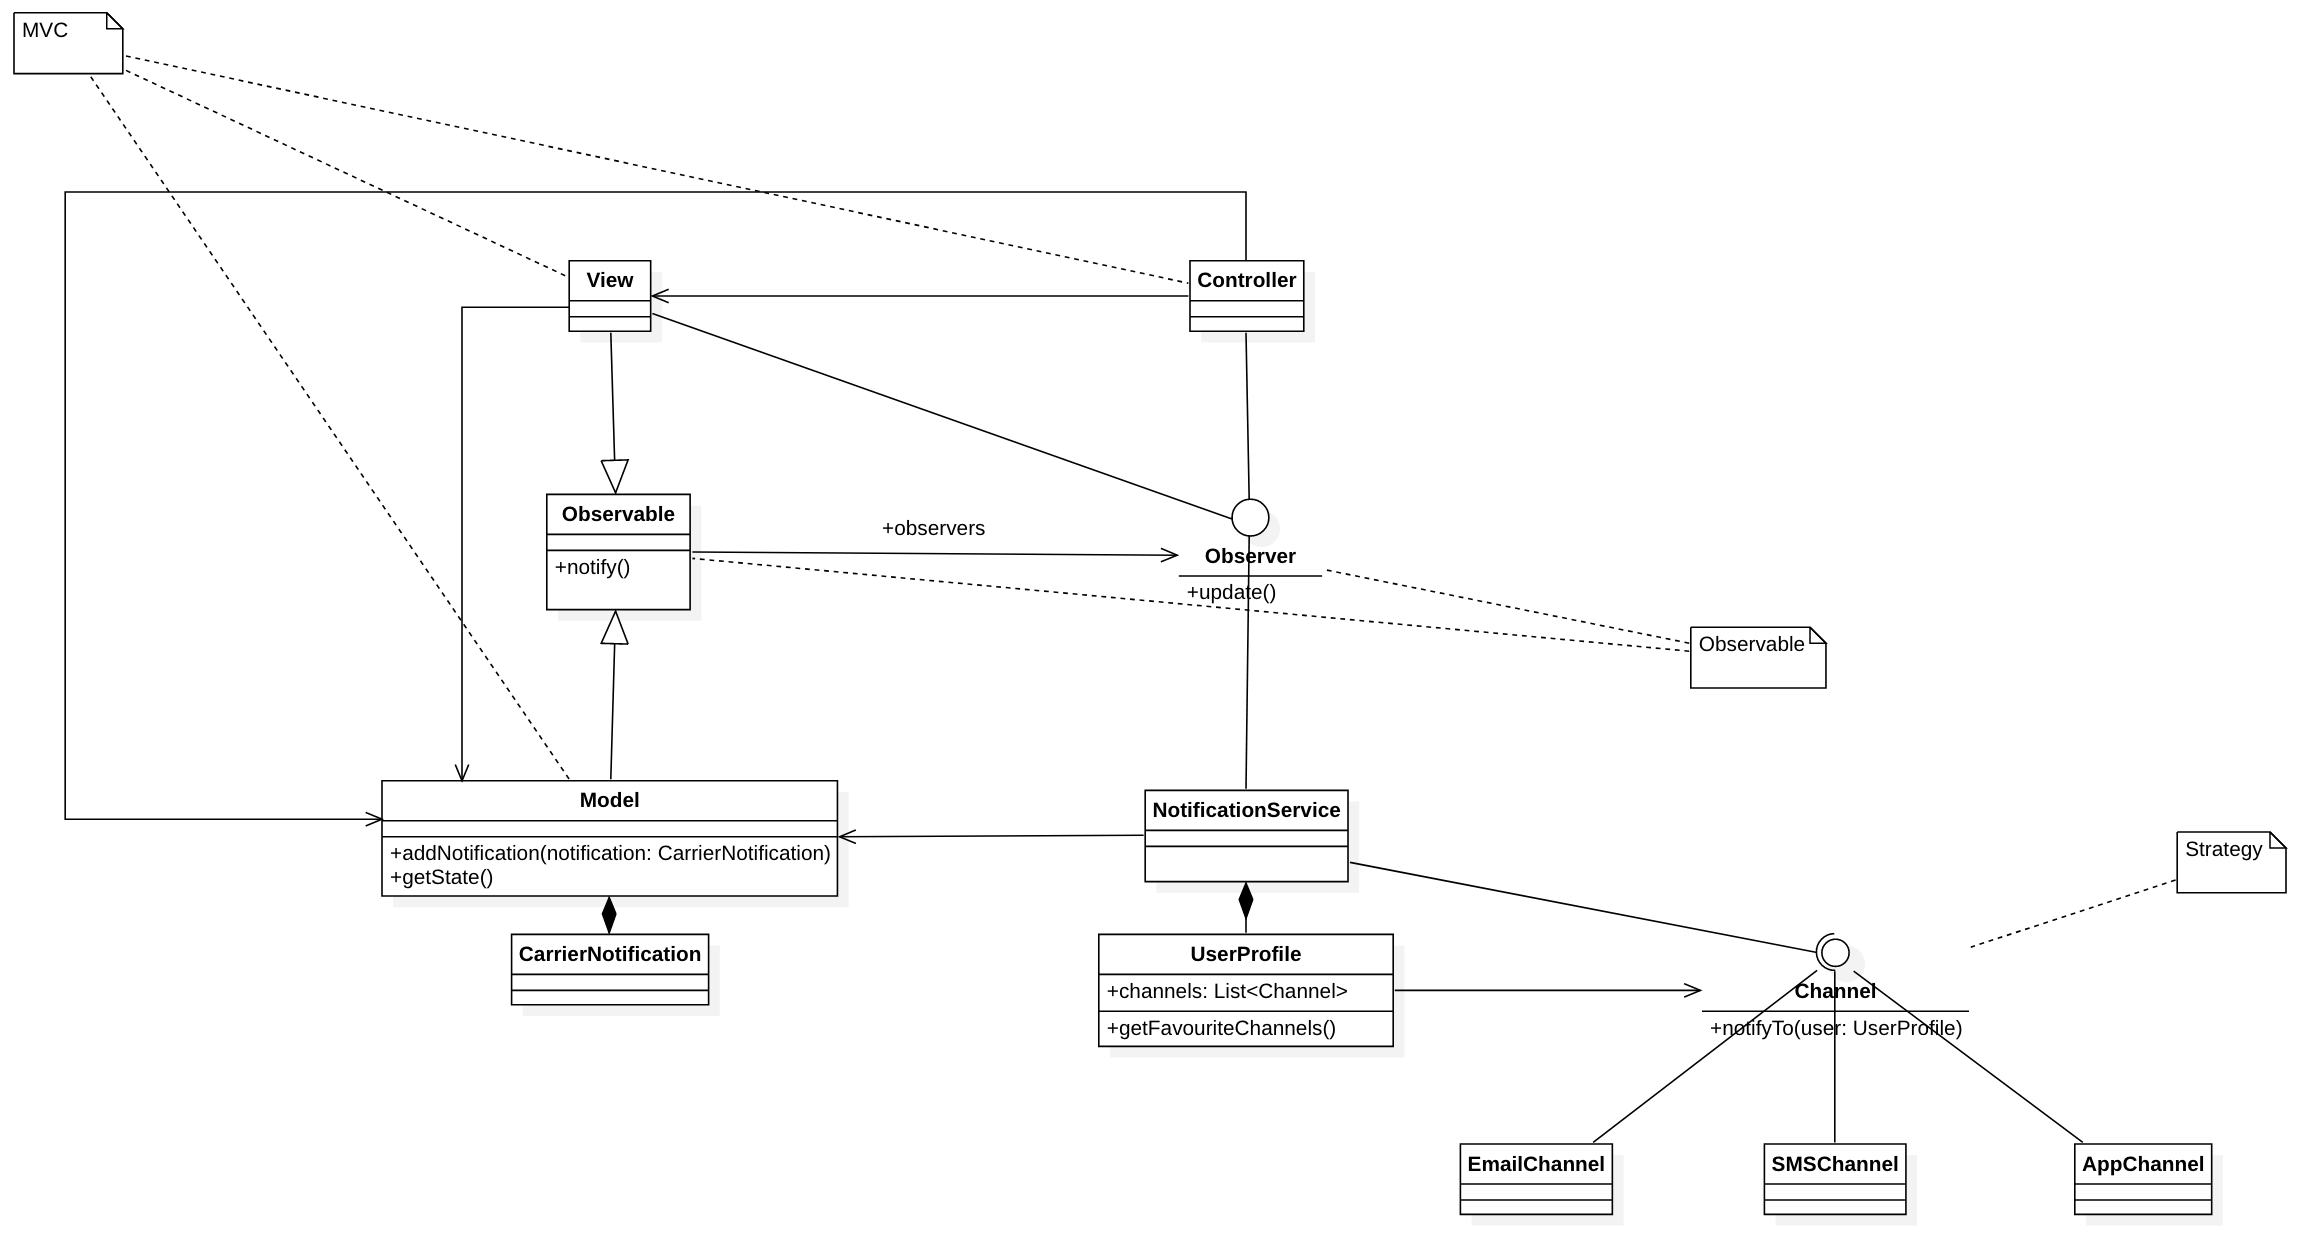 MVC
View
Controller
Observable
+notify()
+observers
Observer
+update()
Observable
Model
+addNotification(notification: CarrierNotification)
+getState()
NotificationService
Strategy
CarrierNotification
UserProfile
+channels: List<Channel>
+getFavouriteChannels()
Channel
+notifyTo(user: UserProfile)
EmailChannel
SMSChannel
AppChannel